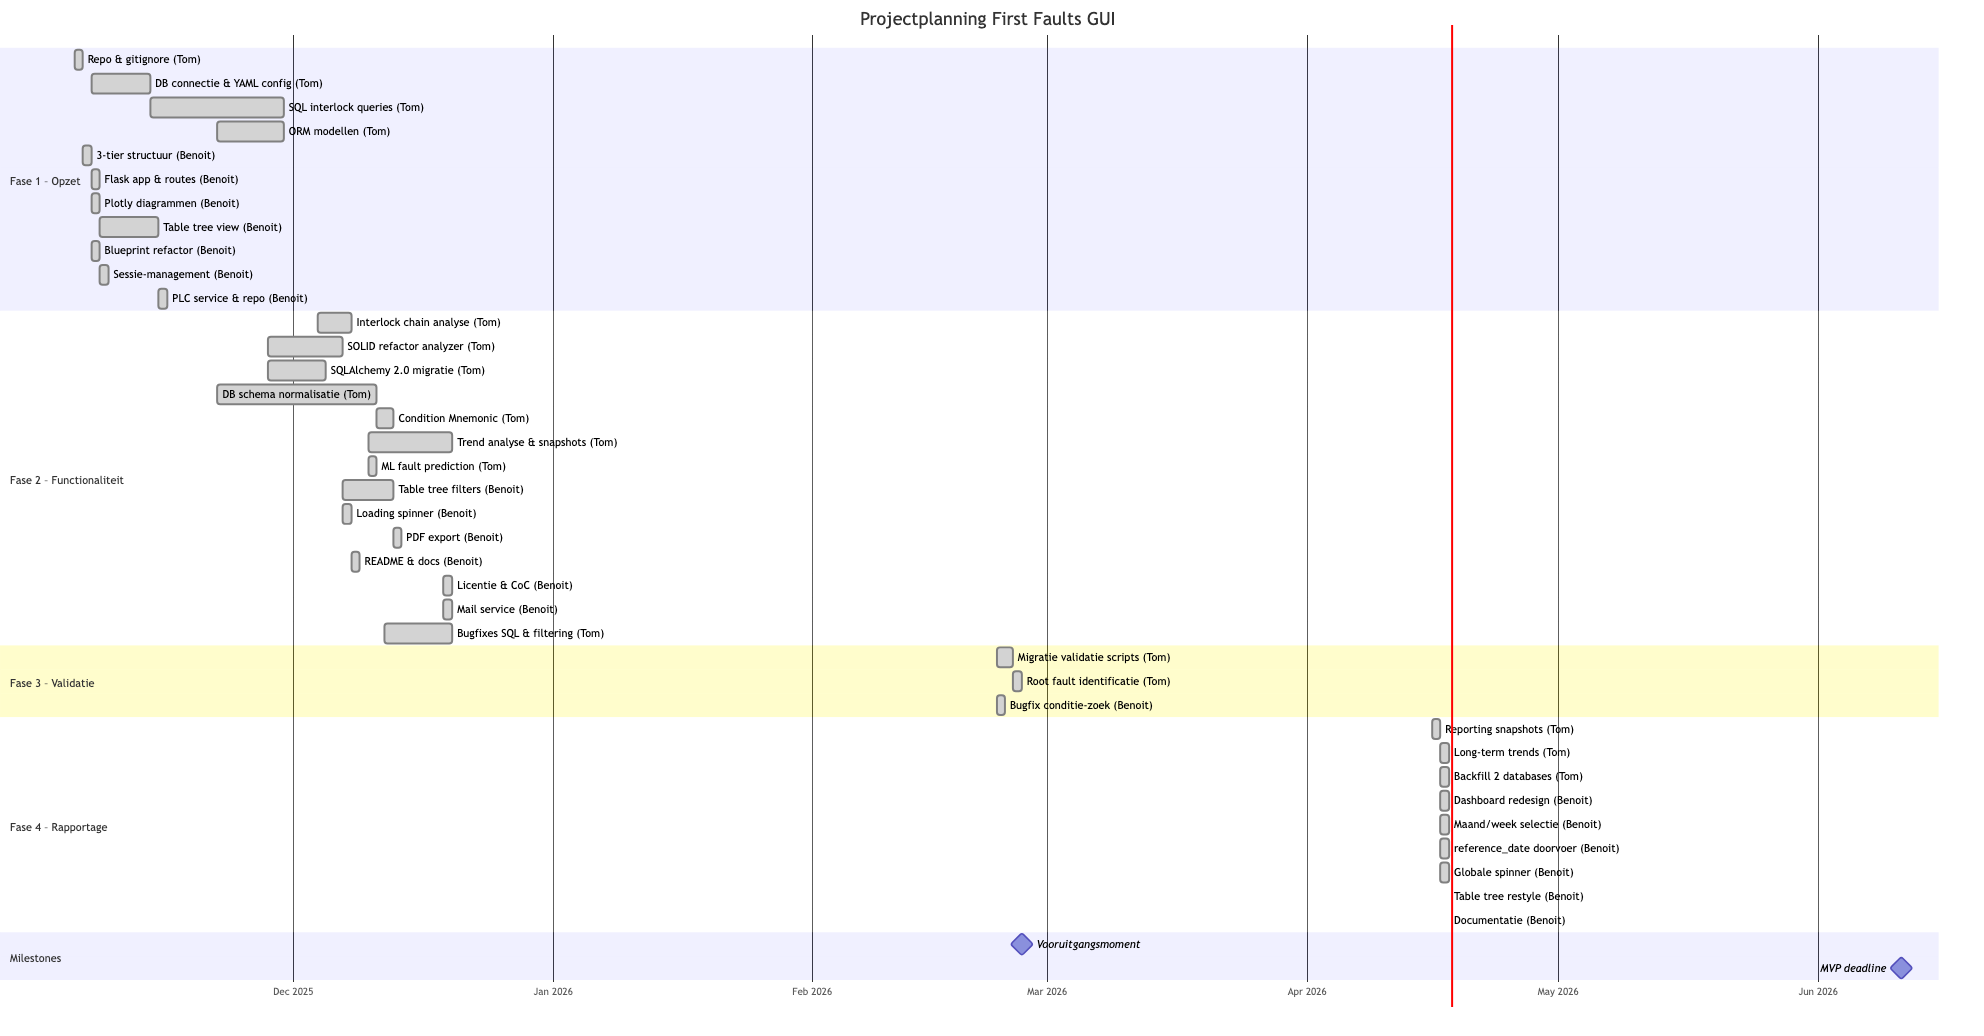 Projectplanning First Faults GUI
Fase 1 - Opzet
Repo & gitignore (Tom)
DB connectie & YAML config (Tom)
SQL interlock queries (Tom)
ORM modellen (Tom)
3-tier structuur (Benoit)
Flask app & routes (Benoit)
Plotly diagrammen (Benoit)
Table tree view (Benoit)
Blueprint refactor (Benoit)
Sessie-management (Benoit)
PLC service & repo (Benoit)
Fase 2 - Functionaliteit
Interlock chain analyse (Tom)
SOLID refactor analyzer (Tom)
SQLAlchemy 2.0 migratie (Tom)
DB schema normalisatie (Tom)
Condition Mnemonic (Tom)
Trend analyse & snapshots (Tom)
ML fault prediction (Tom)
Table tree filters (Benoit)
Loading spinner (Benoit)
PDF export (Benoit)
README & docs (Benoit)
Licentie & CoC (Benoit)
Mail service (Benoit)
Bugfixes SQL & filtering (Tom)
Fase 3 - Validatie
Migratie validatie scripts (Tom)
Root fault identificatie (Tom)
Bugfix conditie-zoek (Benoit)
Fase 4 - Rapportage
Reporting snapshots (Tom)
Long-term trends (Tom)
Backfill 2 databases (Tom)
Dashboard redesign (Benoit)
Maand/week selectie (Benoit)
reference_date doorvoer (Benoit)
Globale spinner (Benoit)
Table tree restyle (Benoit)
Documentatie (Benoit)
Milestones
Vooruitgangsmoment
MVP deadline
Dec 2025
Jan 2026
Feb 2026
Mar 2026
Apr 2026
May 2026
Jun 2026